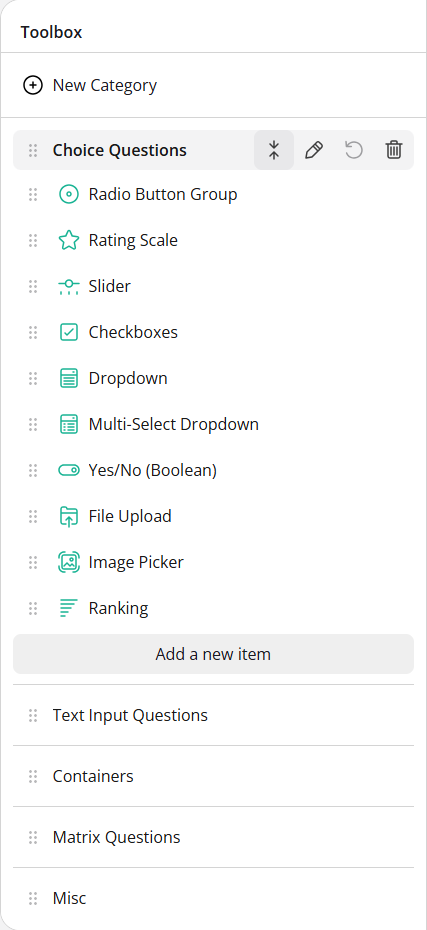 Toolbox
New Category
Choice Questions
Radio Button Group
Rating Scale
Slider
Checkboxes
Dropdown
Multi-Select Dropdown
Yes/No (Boolean)
File Upload
Image Picker
Ranking
Add a new item
Text Input Questions
Containers
Matrix Questions
Misc